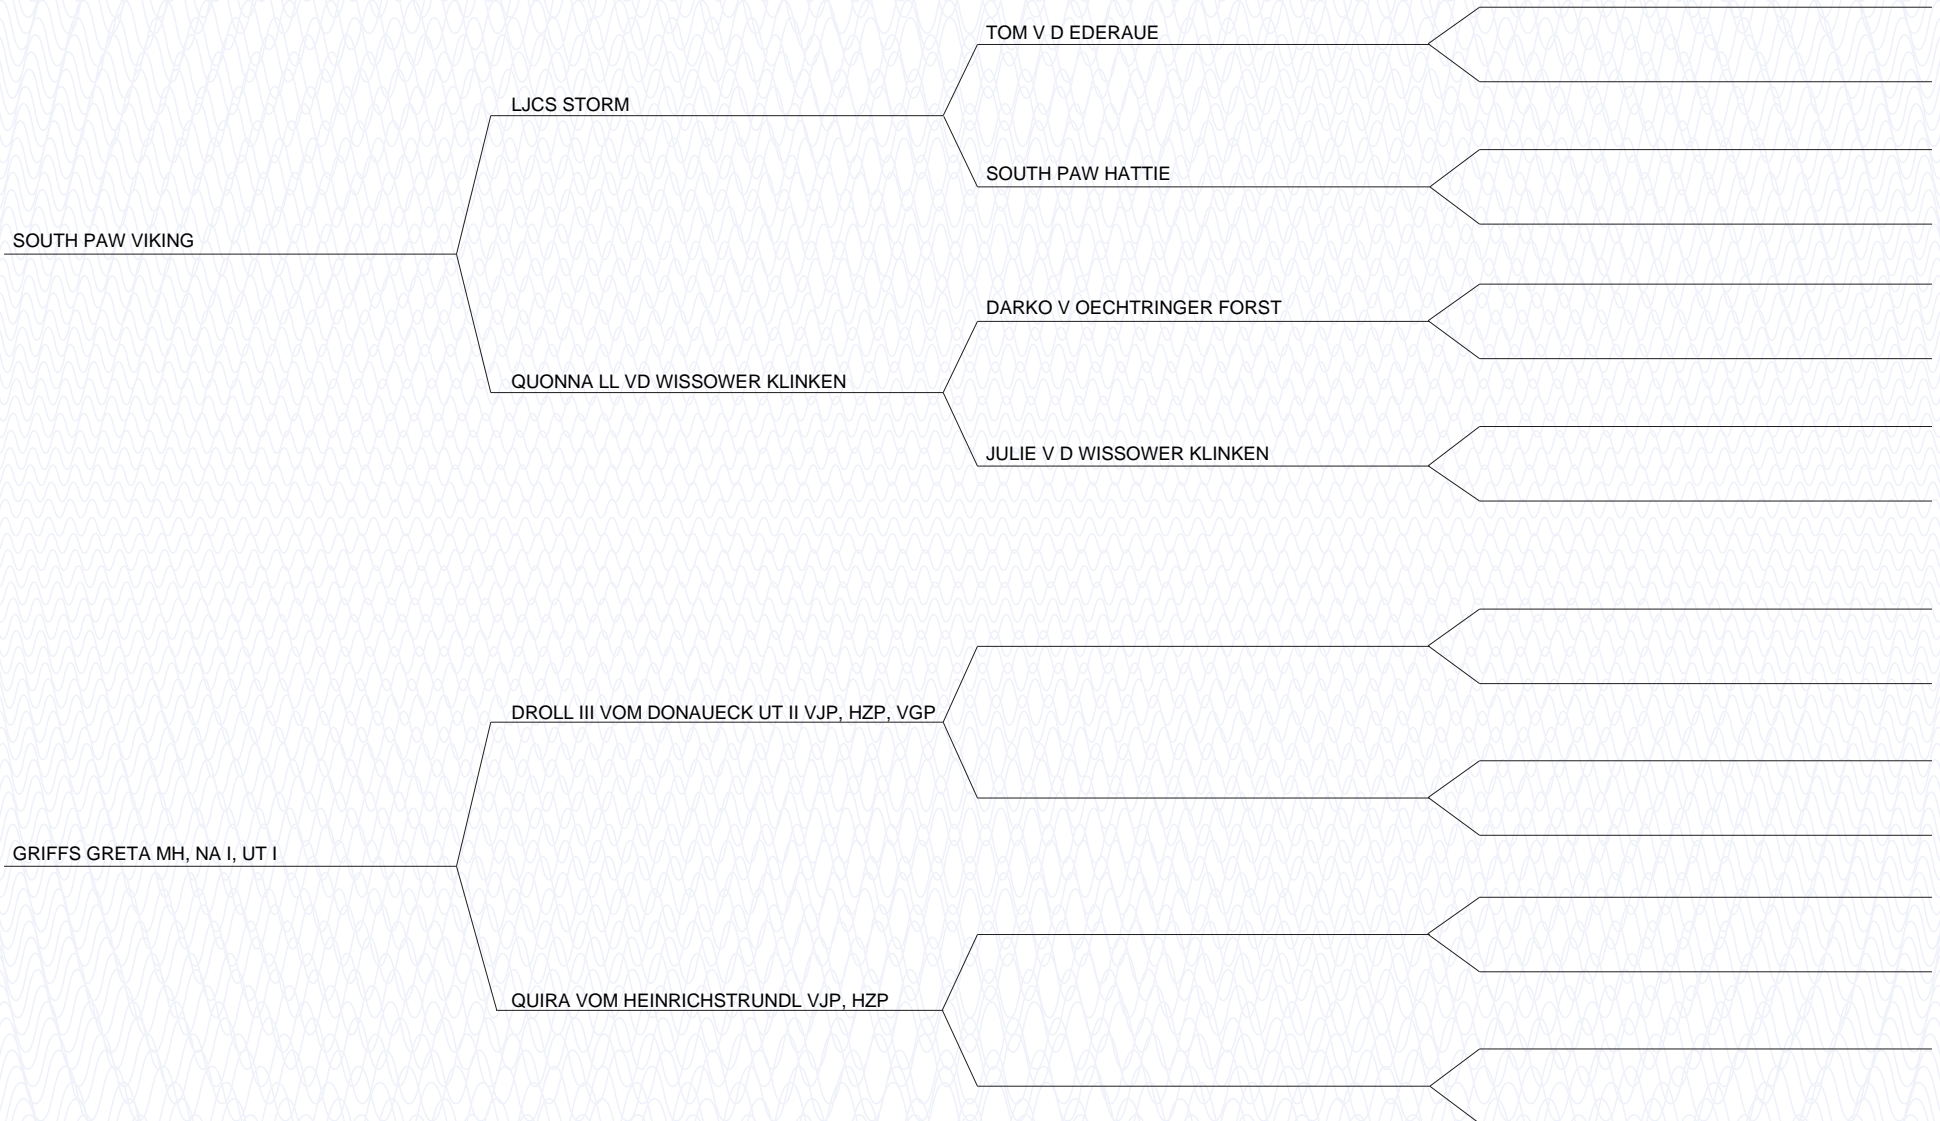 TOM V D EDERAUE
LJCS STORM
SOUTH PAW HATTIE
SOUTH PAW VIKING
DARKO V OECHTRINGER FORST
QUONNA LL VD WISSOWER KLINKEN
JULIE V D WISSOWER KLINKEN
DROLL III VOM DONAUECK UT II VJP, HZP, VGP
GRIFFS GRETA MH, NA I, UT I
QUIRA VOM HEINRICHSTRUNDL VJP, HZP